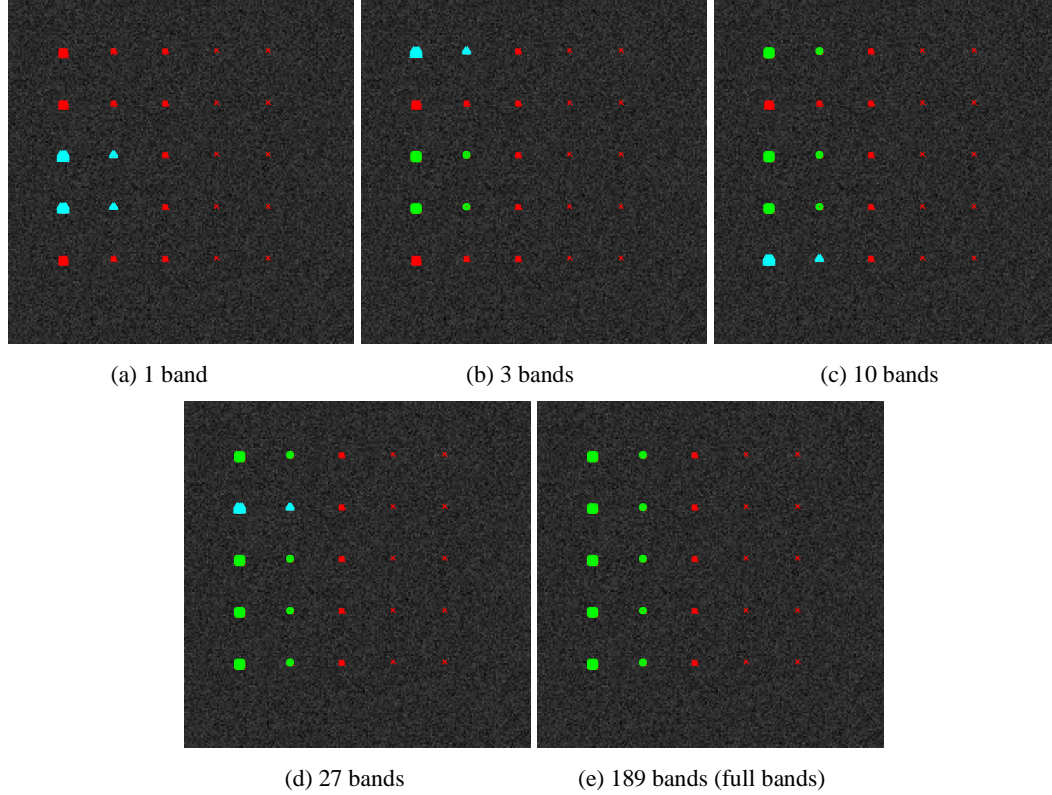 (a) 1 band
(b) 3 bands
(c) 10 bands
(d) 27 bands
(e) 189 bands (full bands)